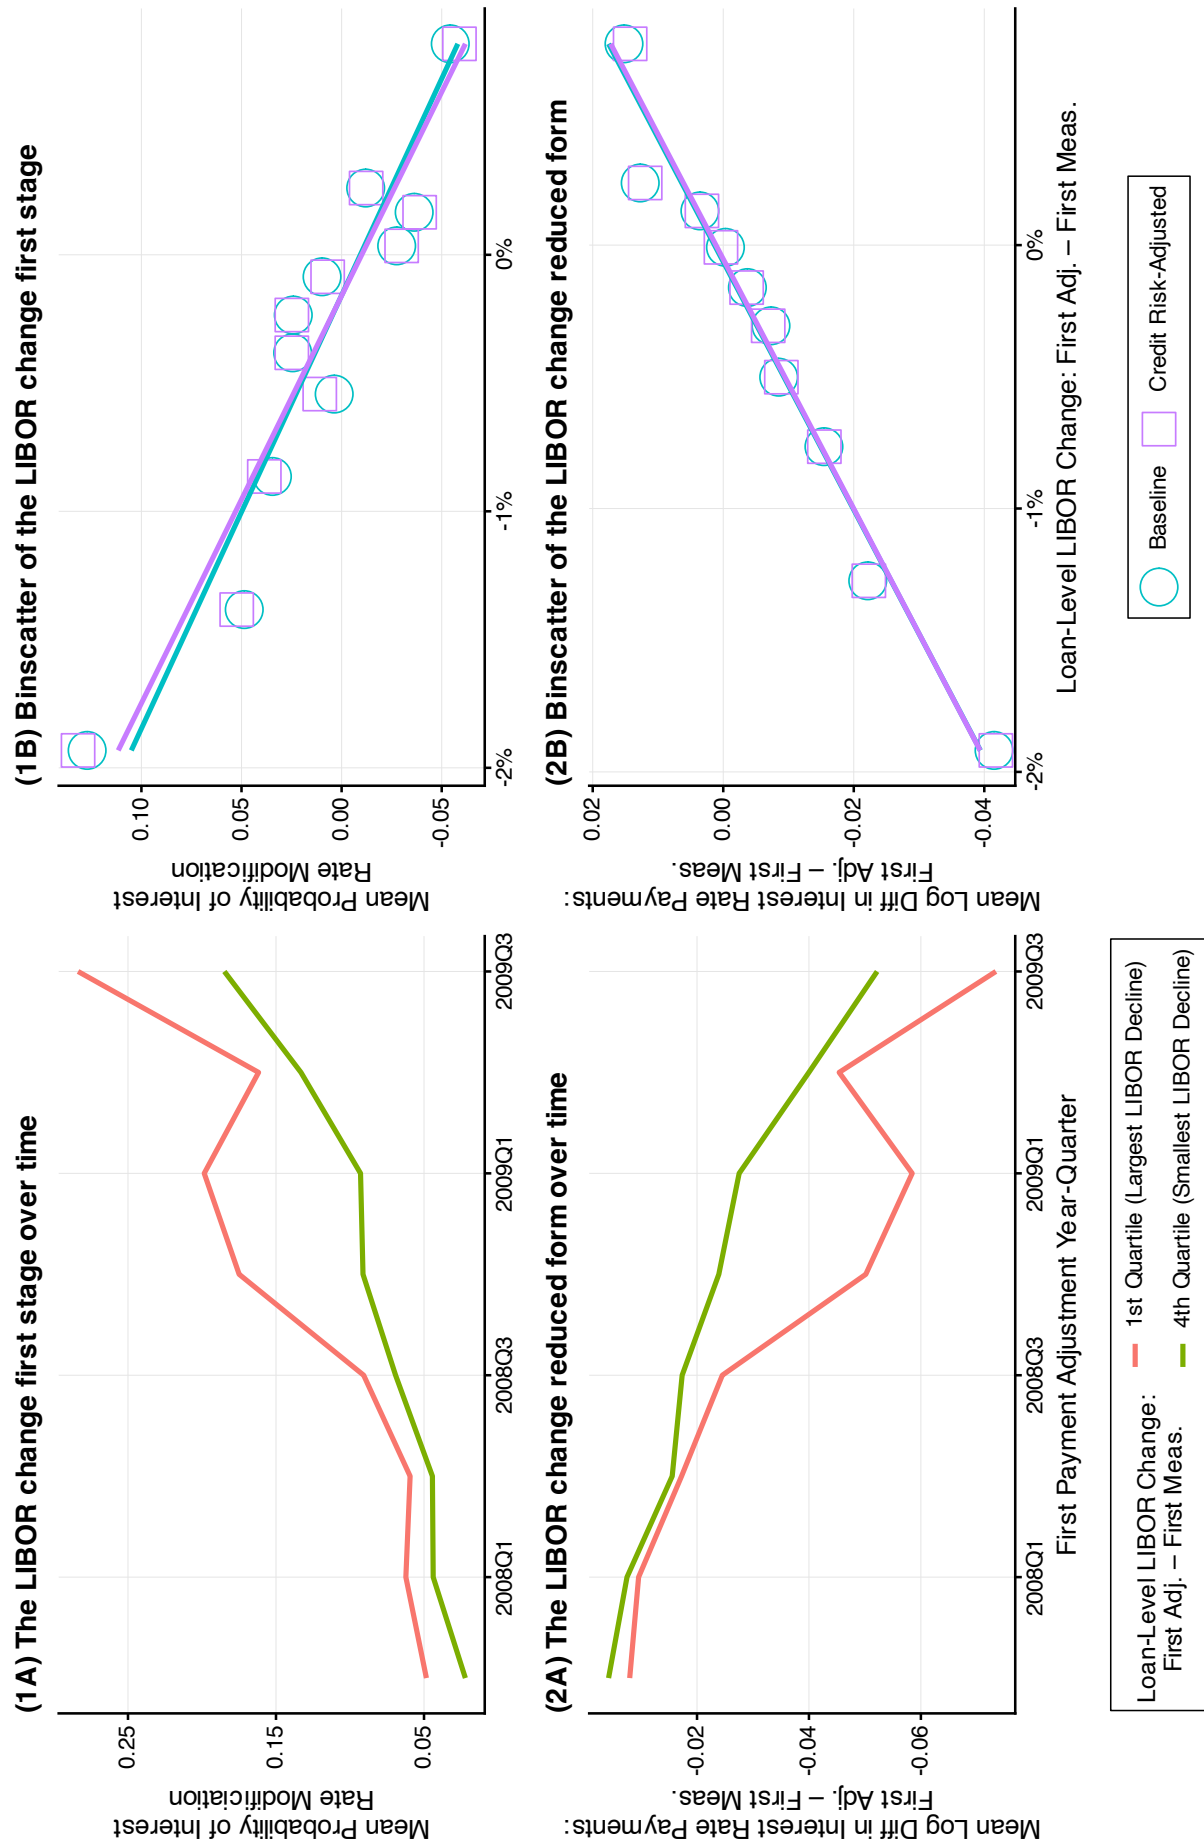 (1A) The LIBOR change first stage over time
Mean Probability of Interest
Rate Modificiation
0.25
0.15
0.05
2008Q1
2008Q3
2009Q1
2009Q3
(1B) Binscatter of the LIBOR change first stage
Mean Probability of Interest
Rate Modification
0.10
0.05
0.00
-0.05
-2%
-1%
0%
(2A) The LIBOR change reduced form over time
Mean Log Diff in Interest Rate Payments:
First Adj. – First Meas.
-0.02
-0.04
-0.06
2008Q1
2008Q3
2009Q1
2009Q3
First Payment Adjustment Year-Quarter
(2B) Binscatter of the LIBOR change reduced form
Mean Log Diff in Interest Rate Payments:
First Adj. – First Meas.
0.02
0.00
-0.02
-0.04
-2%
-1%
0%
Loan-Level LIBOR Change: First Adj. – First Meas.
Loan-Level LIBOR Change:
First Adj. – First Meas.
1st Quartile (Largest LIBOR Decline)
4th Quartile (Smallest LIBOR Decline)
Baseline
Credit Risk-Adjusted